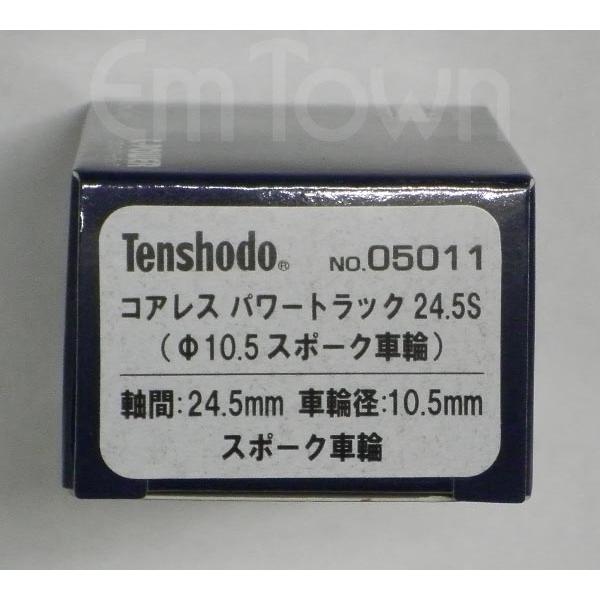 Em Town
Tenshodo® NO.05011
コアレス パワートラック 24.5S
(Φ10.5スポーク車輪)
軸間:24.5mm 車輪径:10.5mm
スポーク車輪